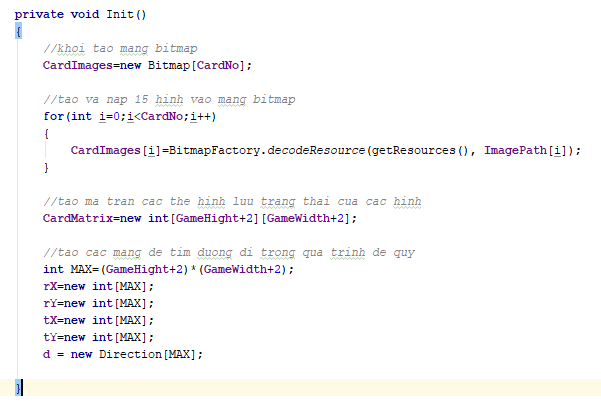 private void Init()
{
//khoi tao mang bitmap
CardImages=new Bitmap[CardNo];
//tao va nap 15 hinh vao mang bitmap
for(int i=0;i<CardNo;i++)
{
CardImages[i]=BitmapFactory.decodeResource(getResources(), ImagePath[i]);
}
//tao ma tran cac the hinh luu trang thai cua cac hinh
CardMatrix=new int[GameHight+2][GameWidth+2];
//tao cac mang de tim duong di trong qua trinh de quy
int MAX=(GameHight+2)*(GameWidth+2);
rX=new int[MAX];
rY=new int[MAX];
tX=new int[MAX];
tY=new int[MAX];
d = new Direction[MAX];
}